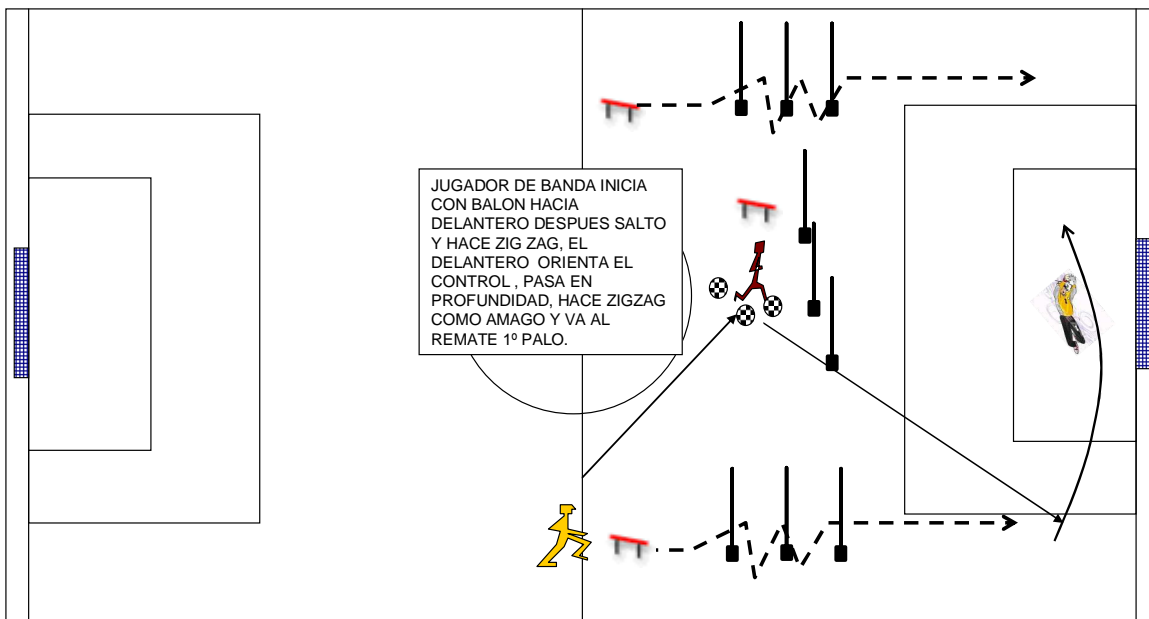 JUGADOR DE BANDA INICIA
CON BALON HACIA
DELANTERO DESPUES SALTO
Y HACE ZIG ZAG, EL
DELANTERO ORIENTA EL
CONTROL , PASA EN
PROFUNDIDAD, HACE ZIGZAG
COMO AMAGO Y VA AL
REMATE 1º PALO.